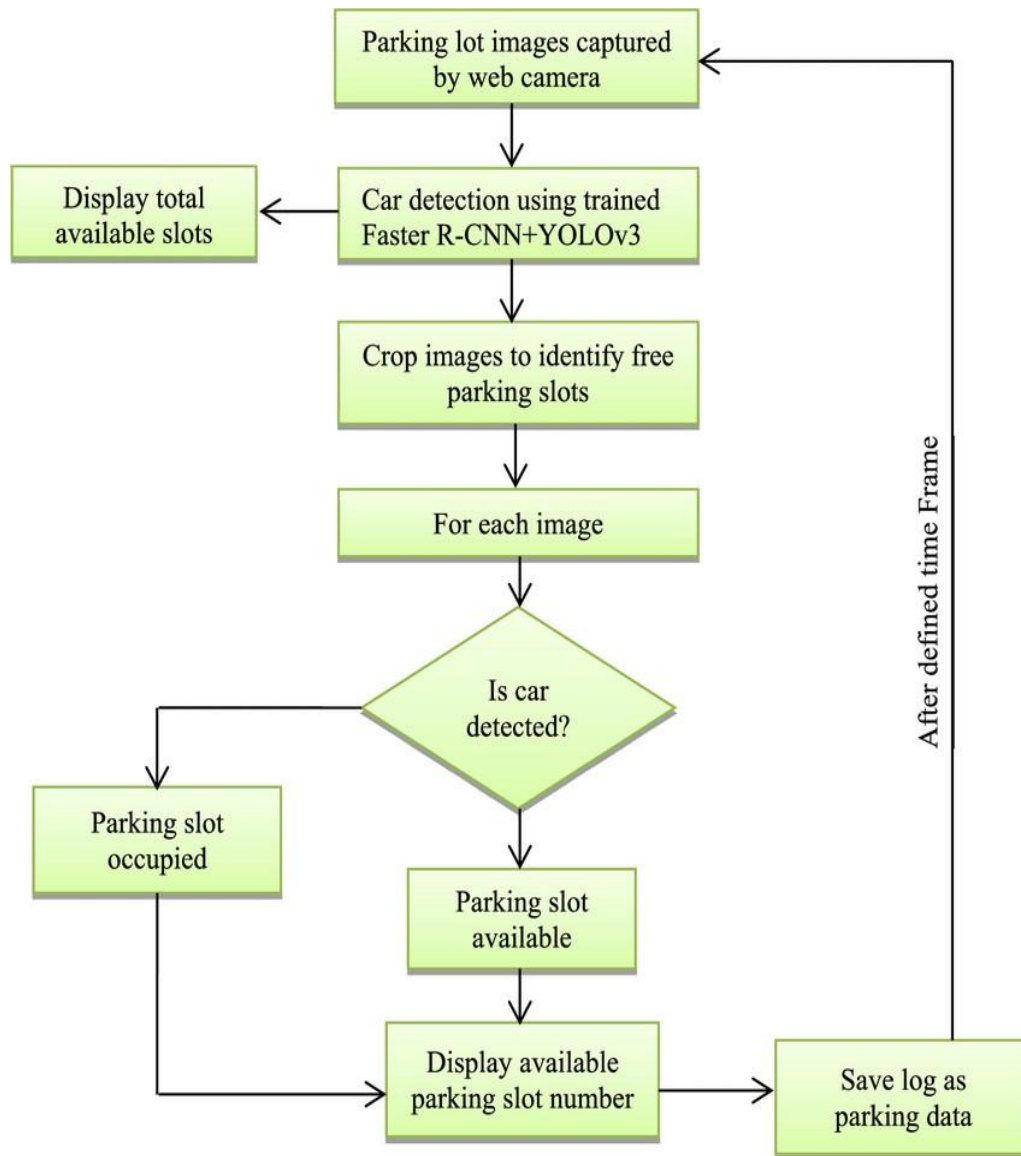 Parking lot images captured
by web camera
Display total
available slots
Car detection using trained
Faster R-CNN+YOLOv3
Crop images to identify free
parking slots
For each image
Is car
detected?
Parking slot
occupied
Parking slot
available
Display available
parking slot number
Save log as
parking data
After defined time Frame